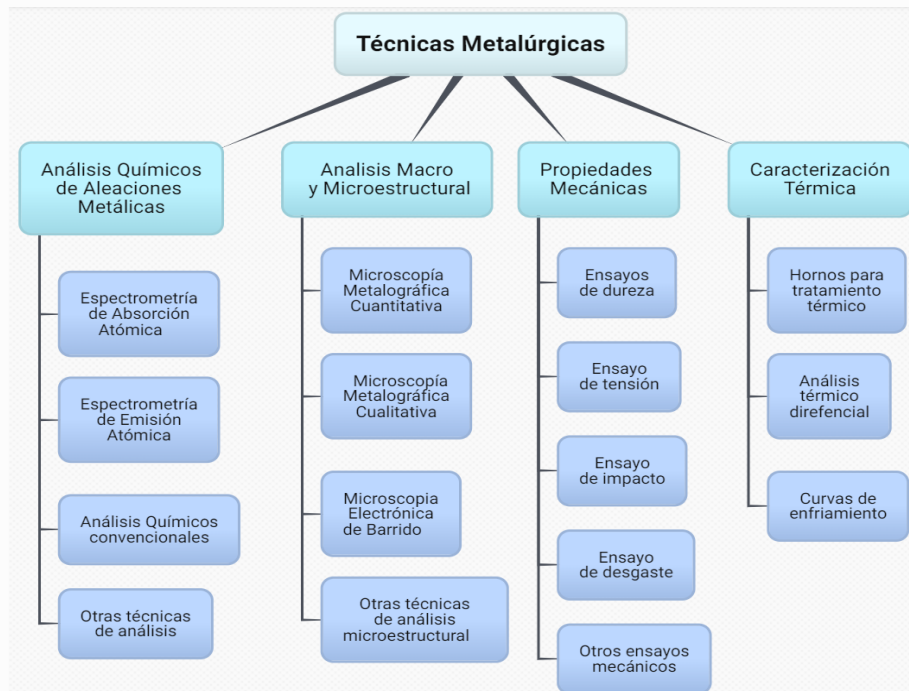 Técnicas Metalúrgicas
Análisis Químicos
de Aleaciones
Metálicas
Espectrometría
de Absorción
Atómica
Espectrometría
de Emisión
Atómica
Análisis Químicos
convencionales
Otras técnicas
de análisis
Analisis Macro
y Microestructural
Microscopía
Metalográfica
Cuantitativa
Microscopía
Metalográfica
Cualitativa
Microscopia
Electrónica
de Barrido
Otras técnicas
de análisis
microestructural
Propiedades
Mecánicas
Ensayos
de dureza
Ensayo
de tensión
Ensayo
de impacto
Ensayo
de desgaste
Otros ensayos
mecánicos
Caracterización
Térmica
Hornos para
tratamiento
térmico
Análisis
térmico
direfencial
Curvas de
enfriamiento